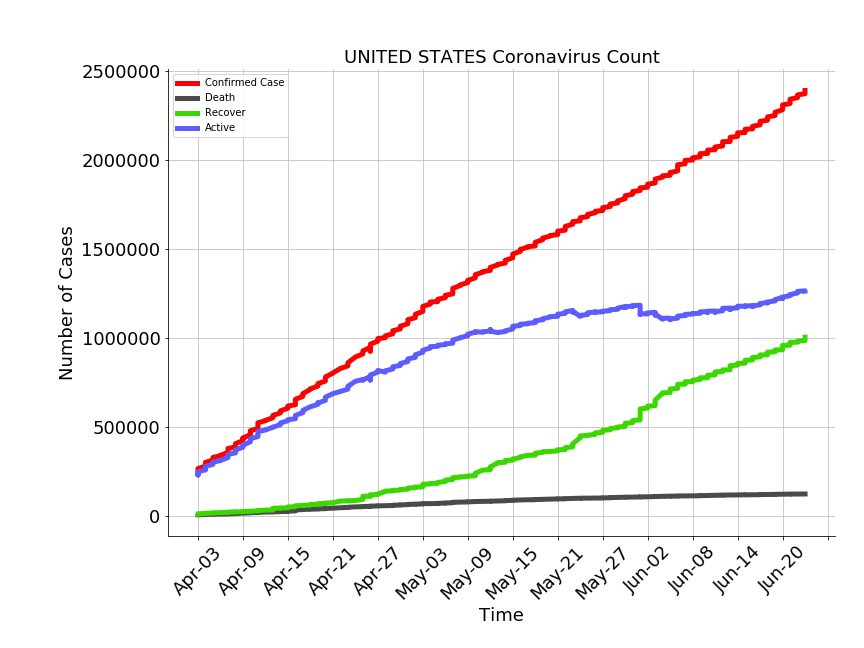 UNITED STATES Coronavirus Count
Confirmed Case
Death
Recover
Active
2500000
2000000
1500000
1000000
500000
0
Number of Cases
Apr-03
Apr-09
Apr-15
Apr-21
Apr-27
May-03
May-09
May-15
May-21
May-27
Jun-02
Jun-08
Jun-14
Jun-20
Time